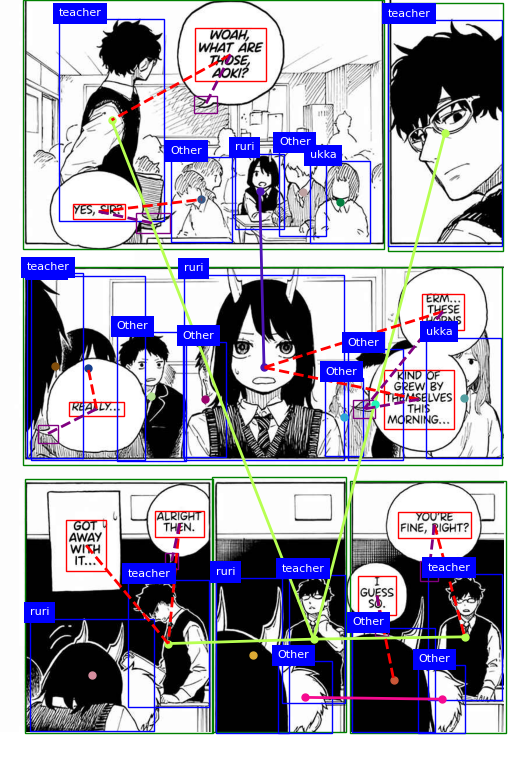 teacher
teacher
WOAH,
WHAT ARE
THOSE,
AOKI?
Other
ruri
Other
ukka
YES, SIR?
teacher
ruri
Other
Other
Other
Other
ukka
ERM...
THESE
HORNS
KIND OF
GREW BY
THEMSELVES
THIS
MORNING...
REALLY...
GOT
AWAY
WITH
IT...
ALRIGHT
THEN.
teacher
ruri
ruri
teacher
Other
YOU'RE
FINE, RIGHT?
I
GUESS
SO.
teacher
Other
Other